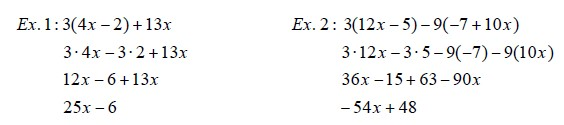 Ex. 1: 3(4x – 2) + 13x
3·4x – 3·2 + 13x
12x – 6 + 13x
25x – 6
Ex. 2: 3(12x – 5) – 9(–7 + 10x)
3·12x – 3·5 – 9(–7) – 9(10x)
36x – 15 + 63 – 90x
– 54x + 48